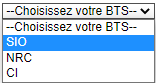 --Choisissez votre BTS--
--Choisissez votre BTS--
SIO
NRC
CI